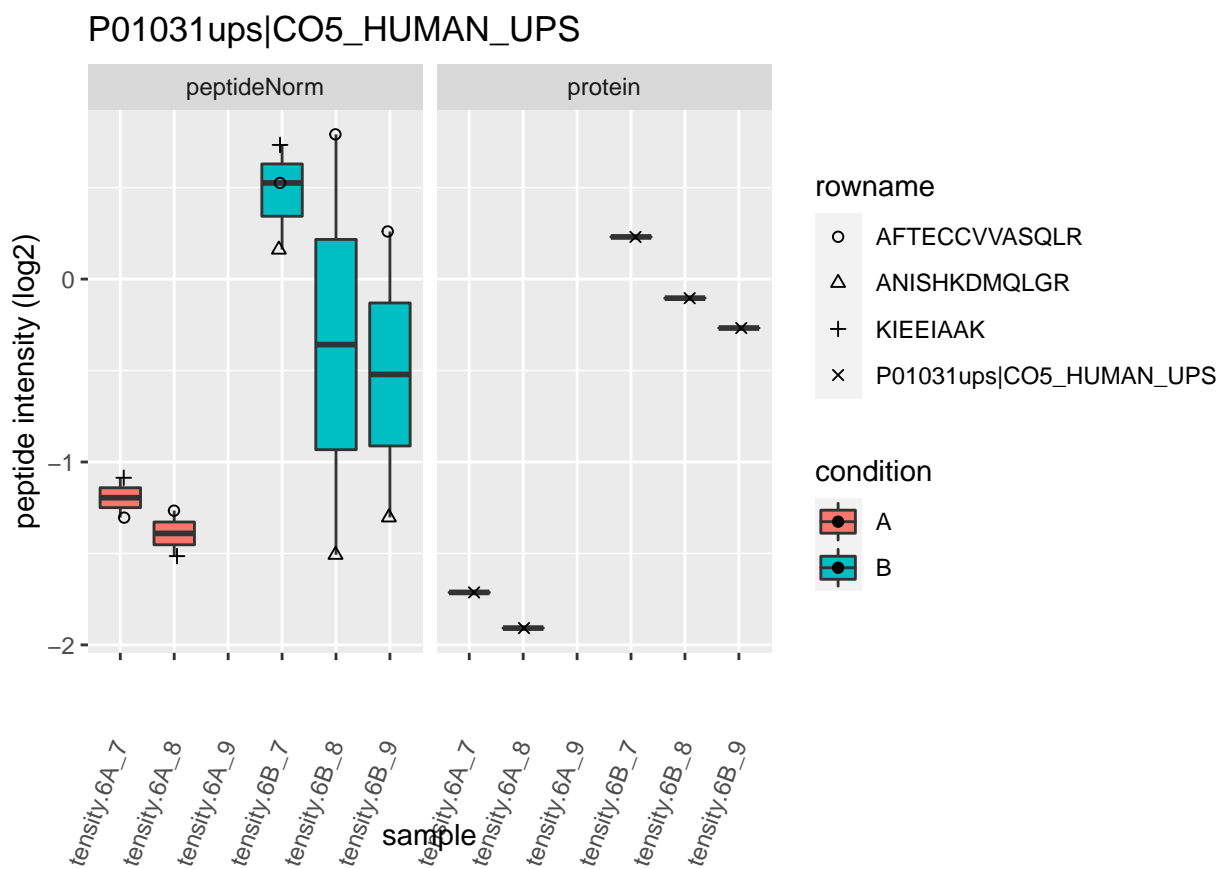 P01031ups|CO5_HUMAN_UPS
peptideNorm
protein
peptide intensity (log2)
0
−1
−2
tensity.6A_7
tensity.6A_8
tensity.6A_9
tensity.6B_7
tensity.6B_8
tensity.6B_9
tensity.6A_7
tensity.6A_8
tensity.6A_9
tensity.6B_7
tensity.6B_8
tensity.6B_9
sample
rowname
AFTECCVVASQLR
ANISHKDMQLGR
KIEEIAAK
P01031ups|CO5_HUMAN_UPS
condition
A
B